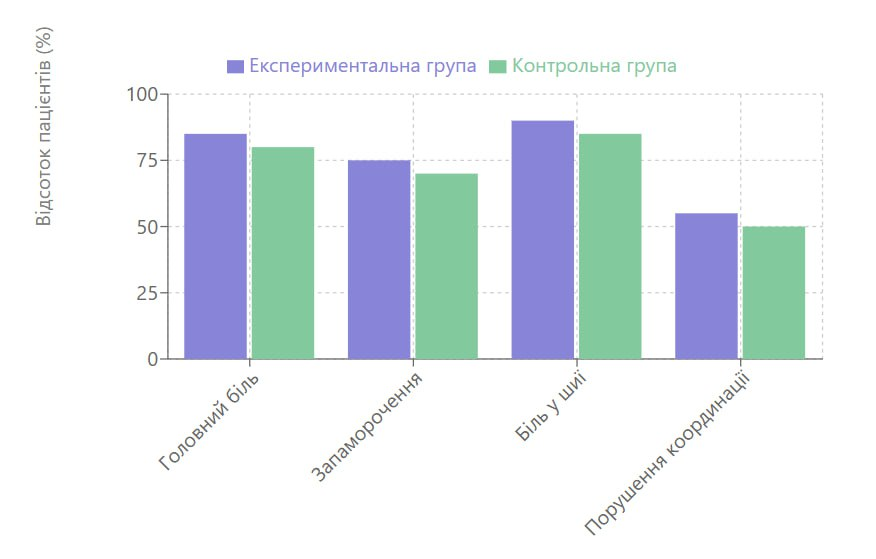 Відсоток пацієнтів (%)
Експериментальна група Контрольна група
100
75
50
25
0
Головний біль
Запаморочення
Біль у шиї
Порушення координації